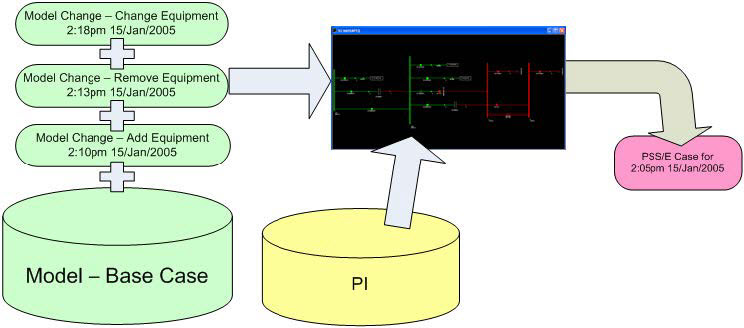 Model Change – Change Equipment
2:18pm 15/Jan/2005
Model Change – Remove Equipment
2:13pm 15/Jan/2005
Model Change – Add Equipment
2:10pm 15/Jan/2005
Model – Base Case
PI
PSS/E Case for
2:05pm 15/Jan/2005